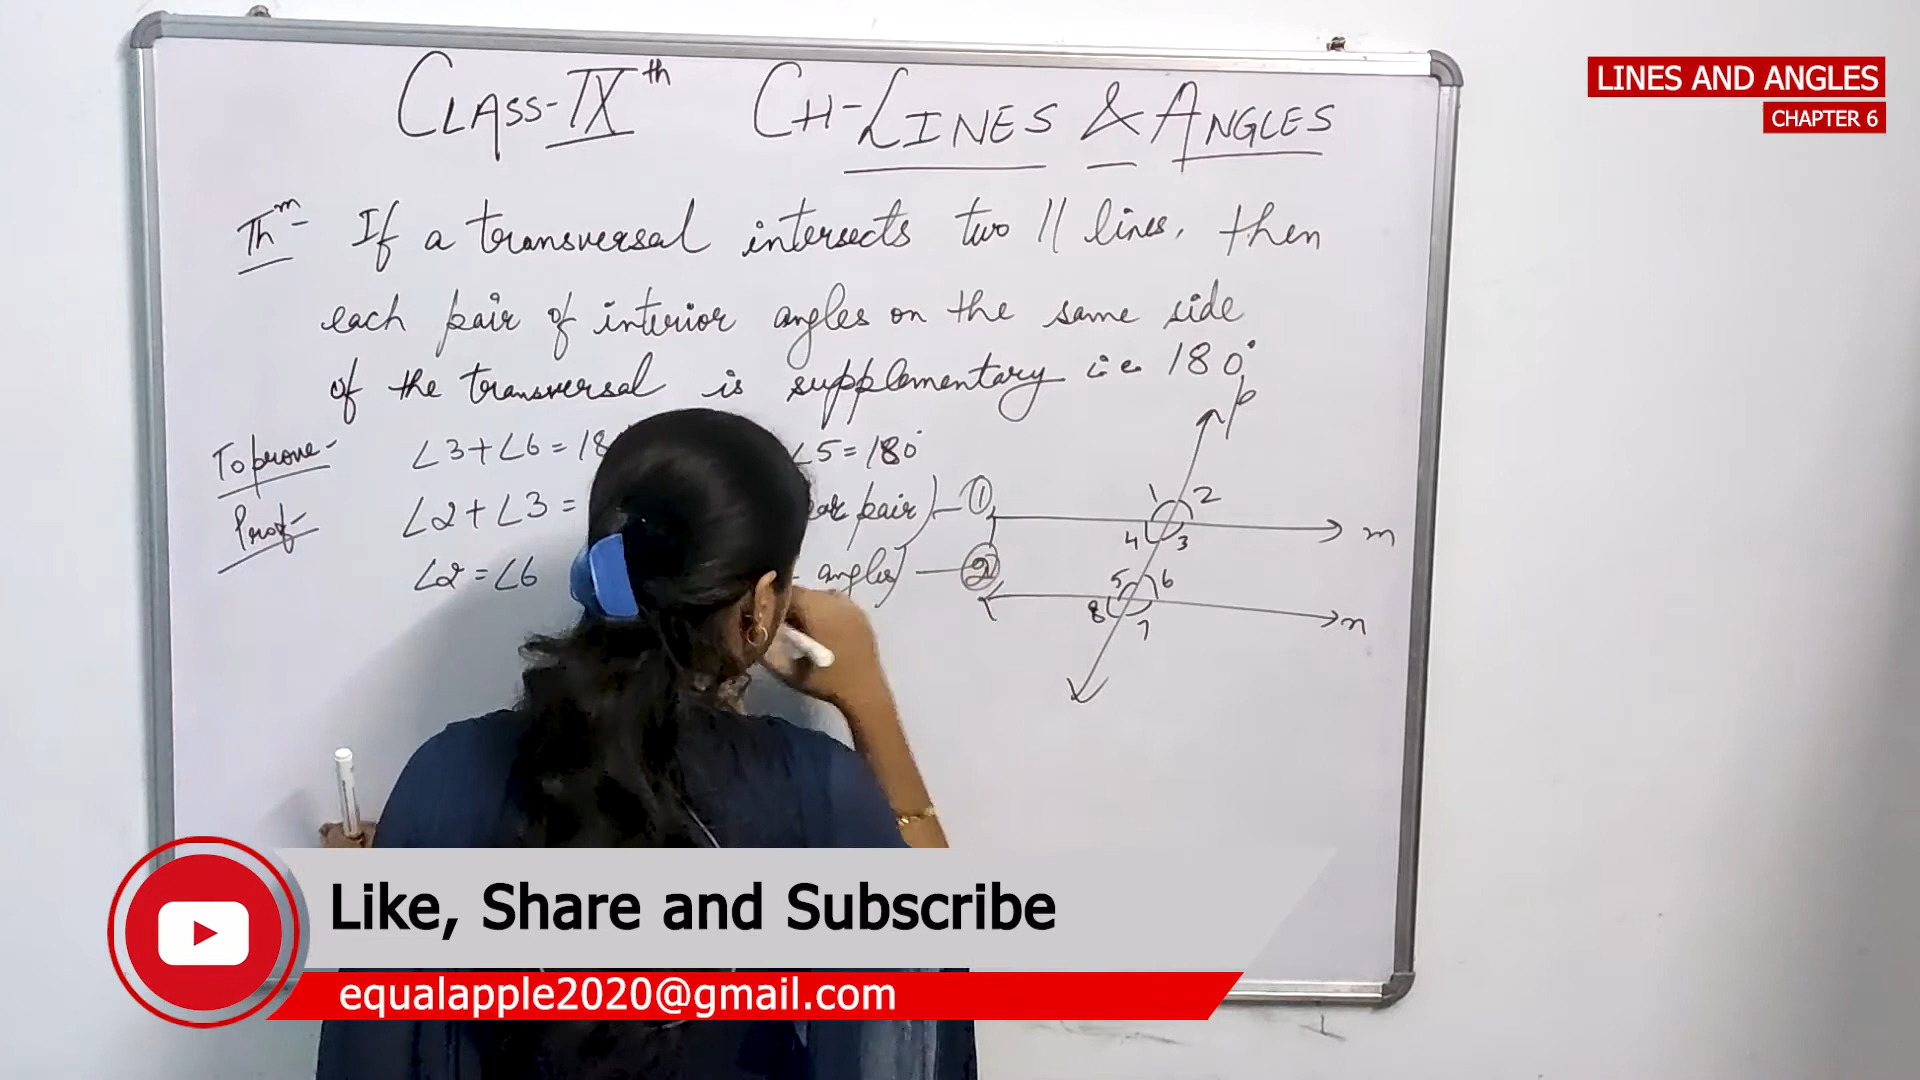 LINES AND ANGLES
CHAPTER 6
CLASS-IXth CH-LINES & ANGLES
Thm- If a transversal intersects two || lines, then
each pair of interior angles on the same side
of the transversal is supplementary i.e. 180°
To prove- ∠3+∠6=18 ∠5=180°
Proof- ∠2+∠3= pair) - ①
∠2=∠6 angles) - ②
p
1 2
4 3
m
5 6
8 7
n
Like, Share and Subscribe
equalapple2020@gmail.com